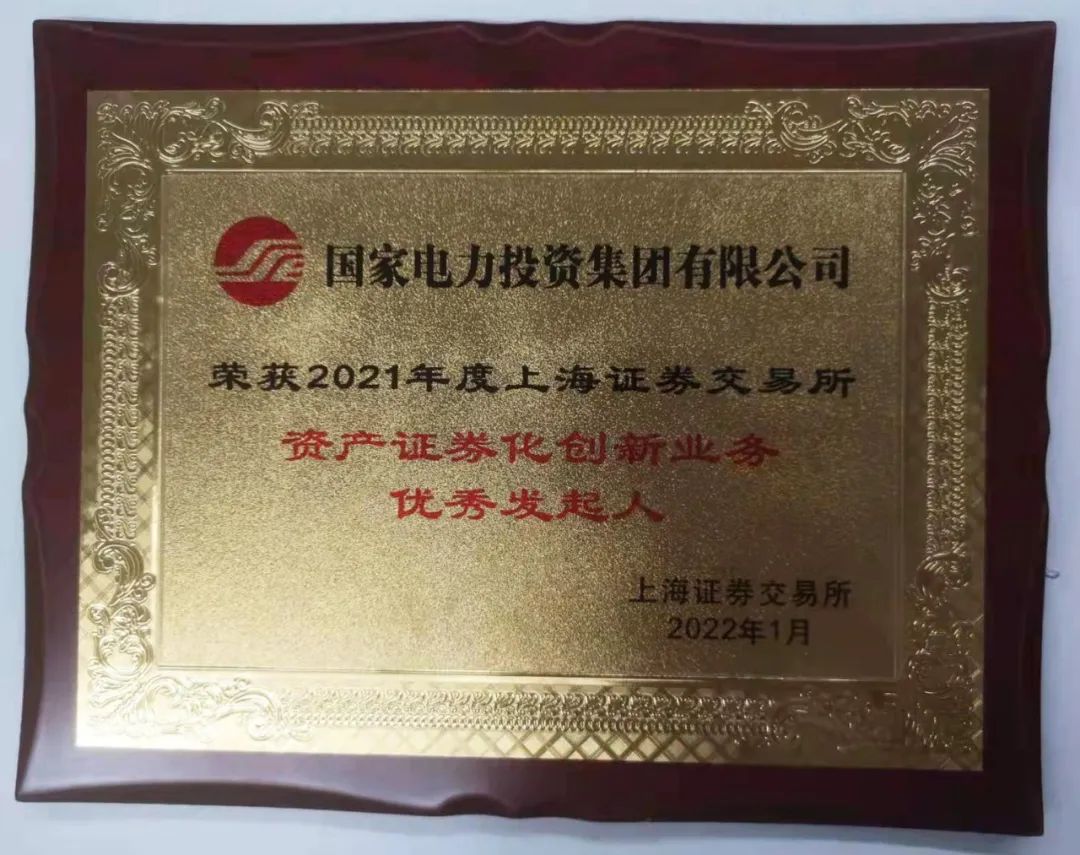 国家电力投资集团有限公司
荣获2021年度上海证券交易所
资产证券化创新业务
优秀发起人
上海证券交易所
2022年1月